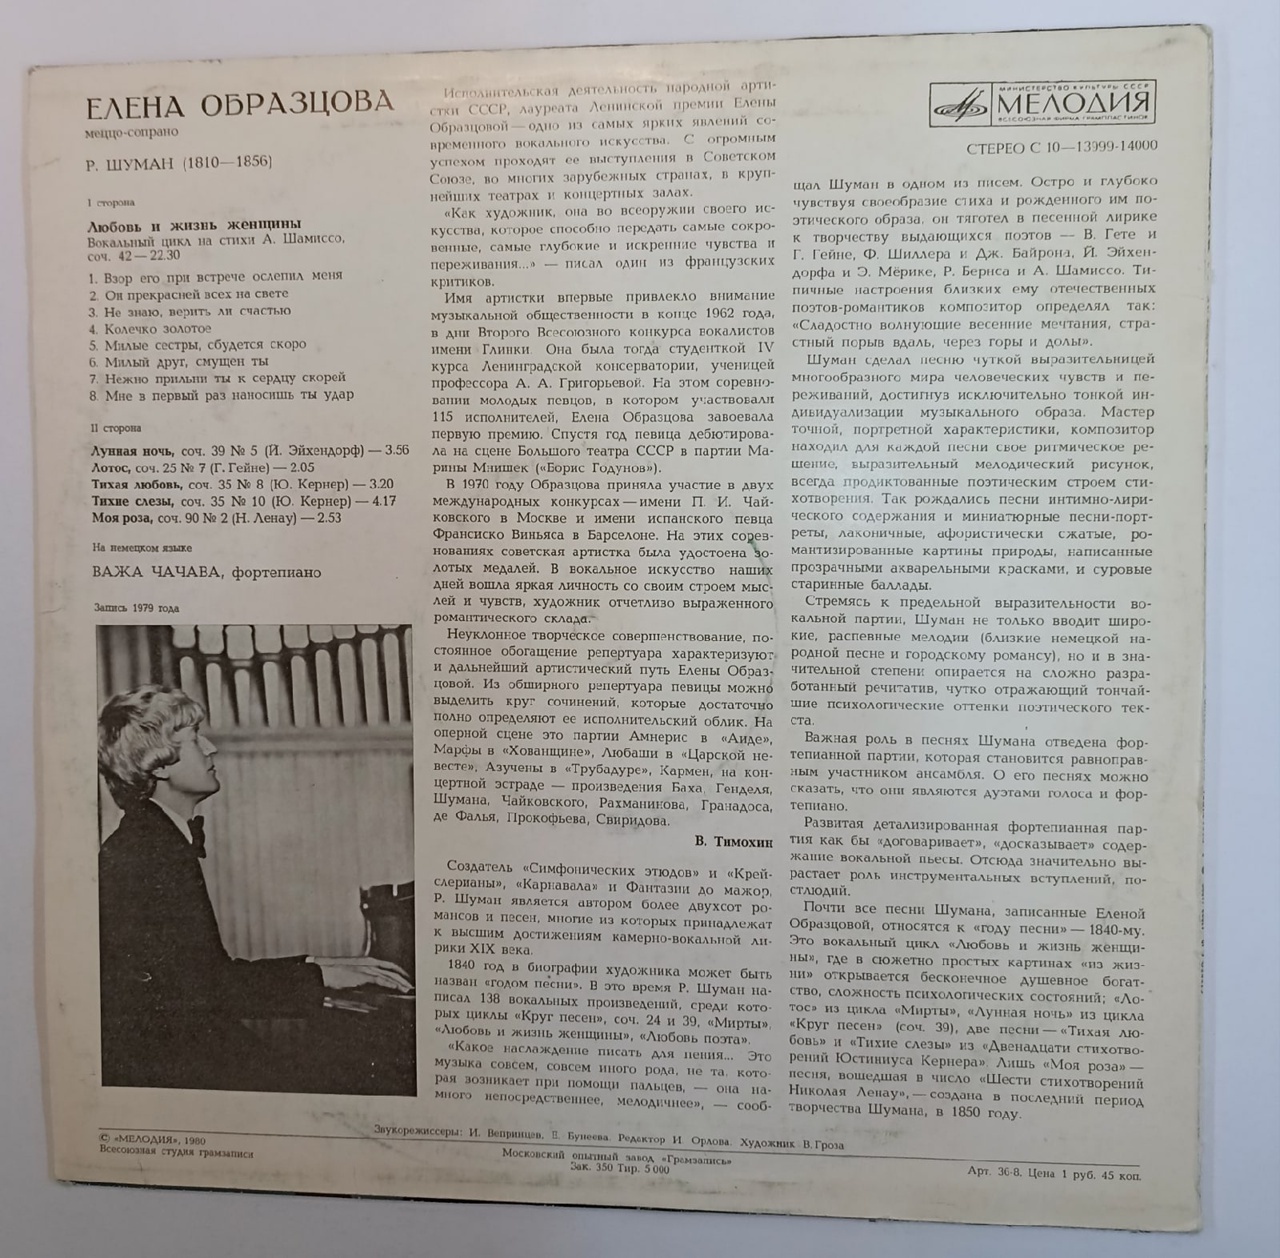 ЕЛЕНА ОБРАЗЦОВА
меццо-сопрано
Р. ШУМАН (1810—1856)
I сторона
Любовь и жизнь женщины
Вокальный цикл на стихи А. Шамиссо,
соч. 42 — 22.30
1. Взор его при встрече ослепил меня
2. Он прекрасней всех на свете
3. Не знаю, верить ли счастью
4. Колечко золотое
5. Милые сестры, сбудется скоро
6. Милый друг, смущен ты
7. Нежно прильни ты к сердцу скорей
8. Мне в первый раз наносишь ты удар
II сторона
Лунная ночь, соч. 39 № 5 (Й. Эйхендорф) — 3.56
Лотос, соч. 25 № 7 (Г. Гейне) — 2.05
Тихая любовь, соч. 35 № 8 (Ю. Кернер) — 3.20
Тихие слезы, соч. 35 № 10 (Ю. Кернер) — 4.17
Моя роза, соч. 90 № 2 (Н. Ленау) — 2.53
На немецком языке
ВАЖА ЧАЧАВА, фортепиано
Запись 1979 года
Исполнительская деятельность народной арти-
стки СССР, лауреата Ленинской премии Елены
Образцовой — одно из самых ярких явлений со-
временного вокального искусства. С огромным
успехом проходят ее выступления в Советском
Союзе, во многих зарубежных странах, в круп-
нейших театрах и концертных залах.
«Как художник, она во всеоружии своего ис-
кусства, которое способно передать самые сокро-
венные, самые глубокие и искренние чувства и
переживания...» — писал один из французских
критиков.
Имя артистки впервые привлекло внимание
музыкальной общественности в конце 1962 года,
в дни Второго Всесоюзного конкурса вокалистов
имени Глинки. Она была тогда студенткой IV
курса Ленинградской консерватории, ученицей
профессора А. А. Григорьевой. На этом соревно-
вании молодых певцов, в котором участвовали
115 исполнителей, Елена Образцова завоевала
первую премию. Спустя год певица дебютирова-
ла на сцене Большого театра СССР в партии Ма-
рины Мнишек («Борис Годунов»).
В 1970 году Образцова приняла участие в двух
международных конкурсах — имени П. И. Чай-
ковского в Москве и имени испанского певца
Франсиско Виньяса в Барселоне. На этих сорев-
нованиях советская артистка была удостоена зо-
лотых медалей. В вокальное искусство наших
дней вошла яркая личность со своим строем мыс-
лей и чувств, художник отчетливо выраженного
романтического склада.
Неуклонное творческое совершенствование, по-
стоянное обогащение репертуара характеризуют
и дальнейший артистический путь Елены Образ-
цовой. Из обширного репертуара певицы можно
выделить круг сочинений, которые достаточно
полно определяют ее исполнительский облик. На
оперной сцене это партии Амнерис в «Аиде»,
Марфы в «Хованщине», Любаши в «Царской не-
весте», Азучены в «Трубадуре», Кармен, на кон-
цертной эстраде — произведения Баха, Генделя,
Шумана, Чайковского, Рахманинова, Гранадоса,
де Фалья, Прокофьева, Свиридова.
В. Тимохин
Создатель «Симфонических этюдов» и «Крей-
слерианы», «Карнавала» и Фантазии до мажор,
Р. Шуман является автором более двухсот ро-
мансов и песен, многие из которых принадлежат
к высшим достижениям камерно-вокальной ли-
рики XIX века.
1840 год в биографии художника может быть
назван «годом песни». В это время Р. Шуман на-
писал 138 вокальных произведений, среди кото-
рых циклы «Круг песен», соч. 24 и 39, «Мирты»,
«Любовь и жизнь женщины», «Любовь поэта».
«Какое наслаждение писать для пения... Это
музыка совсем, совсем иного рода, не та, кото-
рая возникает при помощи пальцев, — она на-
много непосредственнее, мелодичнее», — сооб-
МИНИСТЕРСТВО КУЛЬТУРЫ СССР
МЕЛОДИЯ
ВСЕСОЮЗНАЯ ФИРМА ГРАМПЛАСТИНОК
СТЕРЕО С 10—13999-14000
щал Шуман в одном из писем. Остро и глубоко
чувствуя своеобразие стиха и рожденного им по-
этического образа, он тяготел в песенной лирике
к творчеству выдающихся поэтов — В. Гете и
Г. Гейне, Ф. Шиллера и Дж. Байрона, Й. Эйхен-
дорфа и Э. Мёрике, Р. Бернса и А. Шамиссо. Ти-
пичные настроения близких ему отечественных
поэтов-романтиков композитор определял так:
«Сладостно волнующие весенние мечтания, стра-
стный порыв вдаль, через горы и долы».
Шуман сделал песню чуткой выразительницей
многообразного мира человеческих чувств и пе-
реживаний, достигнув исключительно тонкой ин-
дивидуализации музыкального образа. Мастер
точной, портретной характеристики, композитор
находил для каждой песни свое ритмическое ре-
шение, выразительный мелодический рисунок,
всегда продиктованные поэтическим строем сти-
хотворения. Так рождались песни интимно-лири-
ческого содержания и миниатюрные песни-порт-
реты, лаконичные, афористически сжатые, ро-
мантизированные картины природы, написанные
прозрачными акварельными красками, и суровые
старинные баллады.
Стремясь к предельной выразительности во-
кальной партии, Шуман не только вводит широ-
кие, распевные мелодии (близкие немецкой на-
родной песне и городскому романсу), но и в зна-
чительной степени опирается на сложно разра-
ботанный речитатив, чутко отражающий тончай-
шие психологические оттенки поэтического тек-
ста.
Важная роль в песнях Шумана отведена фор-
тепианной партии, которая становится равноправ-
ным участником ансамбля. О его песнях можно
сказать, что они являются дуэтами голоса и фор-
тепиано.
Развитая детализированная фортепианная пар-
тия как бы «договаривает», «досказывает» содер-
жание вокальной пьесы. Отсюда значительно вы-
растает роль инструментальных вступлений, по-
стлюдий.
Почти все песни Шумана, записанные Еленой
Образцовой, относятся к «году песни» — 1840-му.
Это вокальный цикл «Любовь и жизнь женщи-
ны», где в сюжетно простых картинах «из жиз-
ни» открывается бесконечное душевное богат-
ство, сложность психологических состояний; «Ло-
тос» из цикла «Мирты», «Лунная ночь» из цикла
«Круг песен» (соч. 39), две песни — «Тихая лю-
бовь» и «Тихие слезы» из «Двенадцати стихотво-
рений Юстиниуса Кернера». Лишь «Моя роза» —
песня, вошедшая в число «Шести стихотворений
Николая Ленау», — создана в последний период
творчества Шумана, в 1850 году.
Звукорежиссеры: И. Вепринцев, Е. Бунеева. Редактор И. Орлова. Художник В. Гроза
© «МЕЛОДИЯ», 1980
Всесоюзная студия грамзаписи
Московский опытный завод «Грамзапись»
Зак. 350 Тир. 5 000
Арт. 36-8. Цена 1 руб. 45 коп.